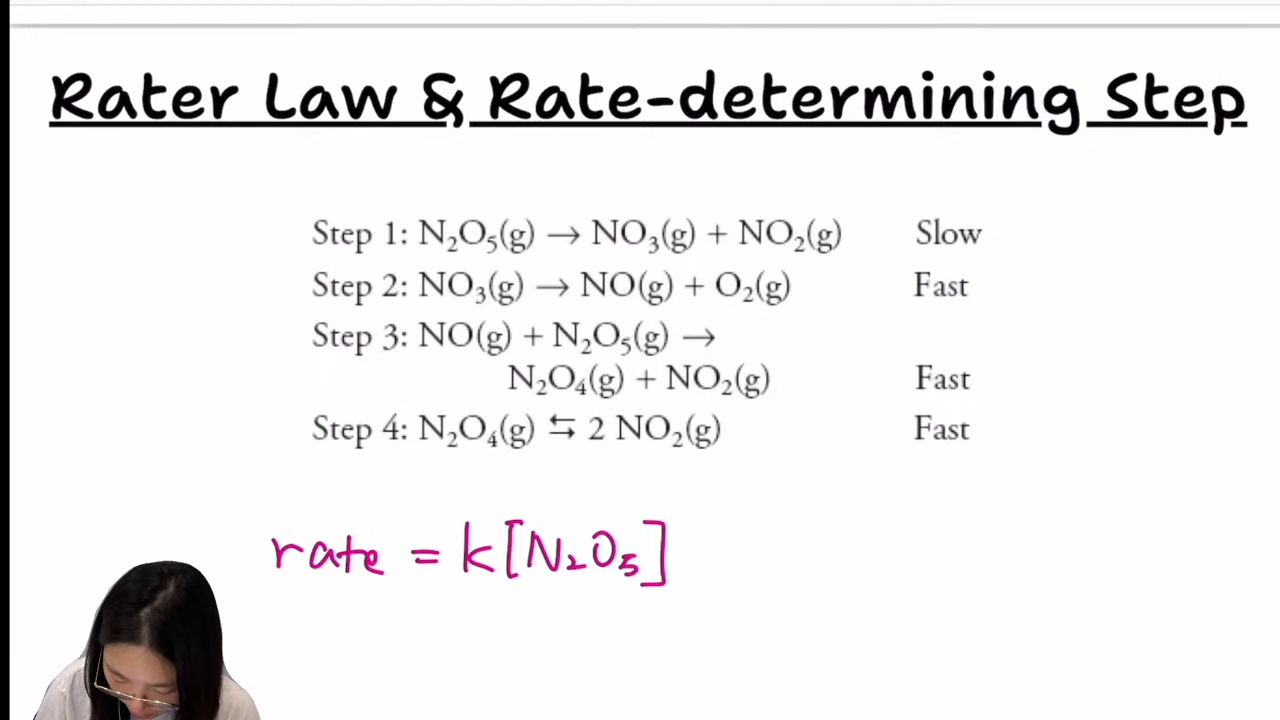 Rater Law & Rate-determining Step
Step 1: N₂O₅(g) → NO₃(g) + NO₂(g) Slow
Step 2: NO₃(g) → NO(g) + O₂(g) Fast
Step 3: NO(g) + N₂O₅(g) →
N₂O₄(g) + NO₂(g) Fast
Step 4: N₂O₄(g) ⇆ 2 NO₂(g) Fast
rate = k[N₂O₅]